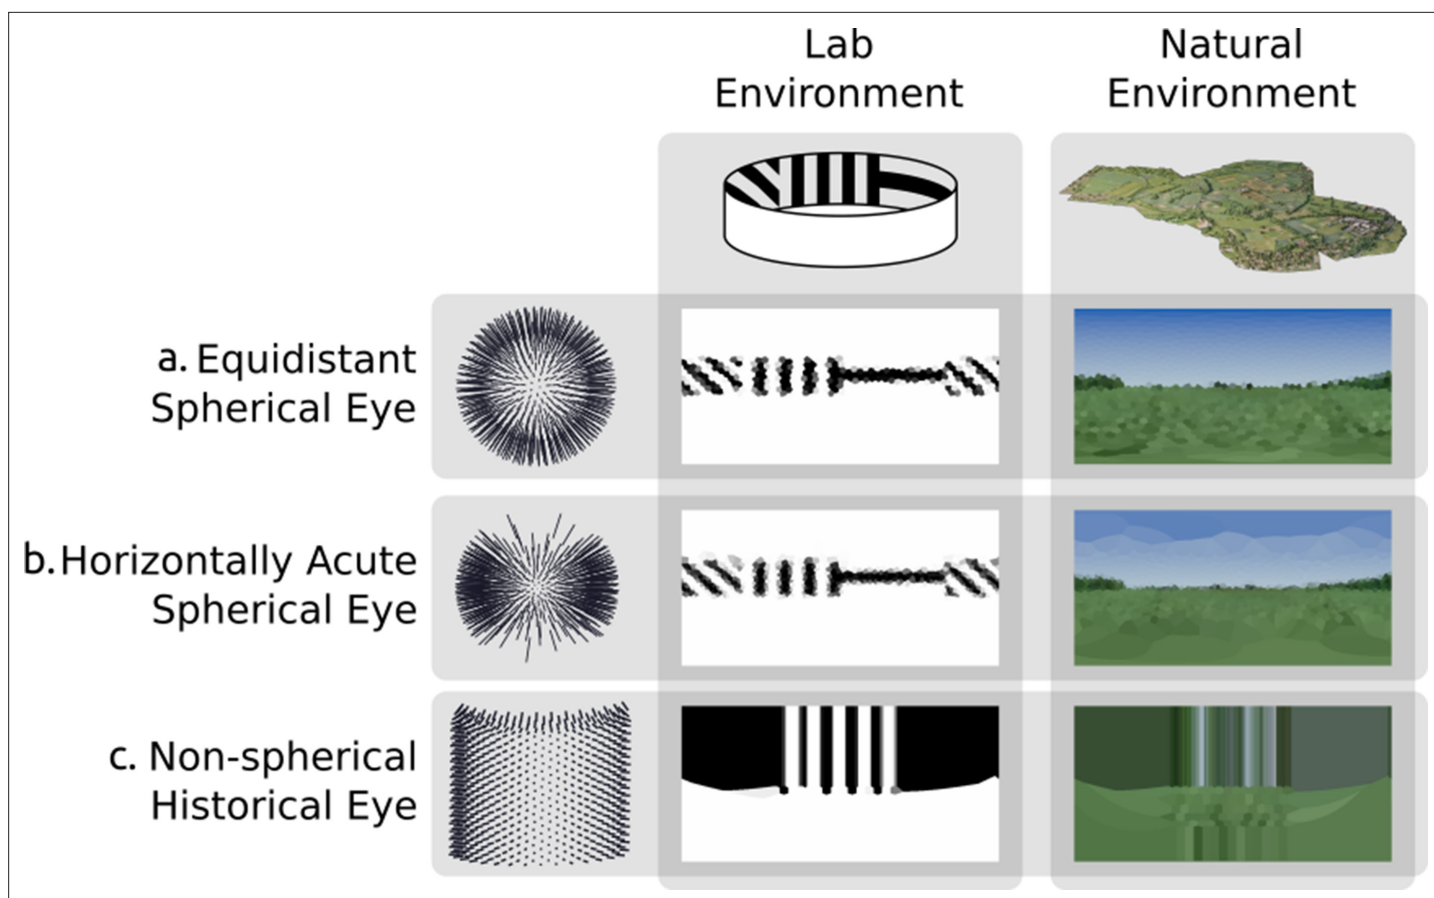 Lab
Environment
Natural
Environment
a. Equidistant
Spherical Eye
b. Horizontally Acute
Spherical Eye
c. Non-spherical
Historical Eye